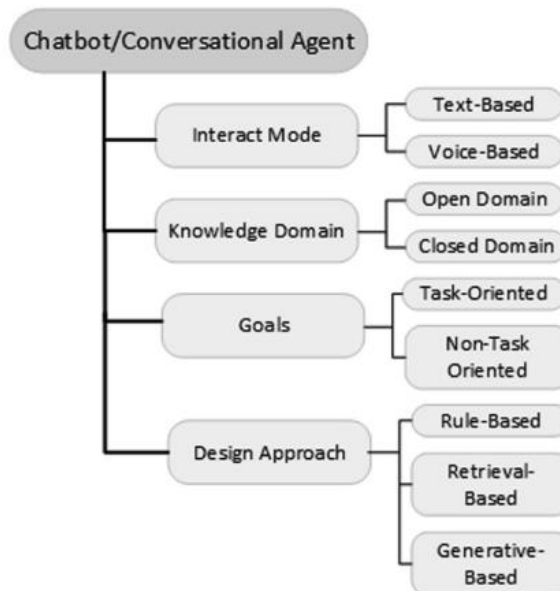 Chatbot/Conversational Agent
Interact Mode
Text-Based
Voice-Based
Knowledge Domain
Open Domain
Closed Domain
Goals
Task-Oriented
Non-Task
Oriented
Design Approach
Rule-Based
Retrieval-
Based
Generative-
Based